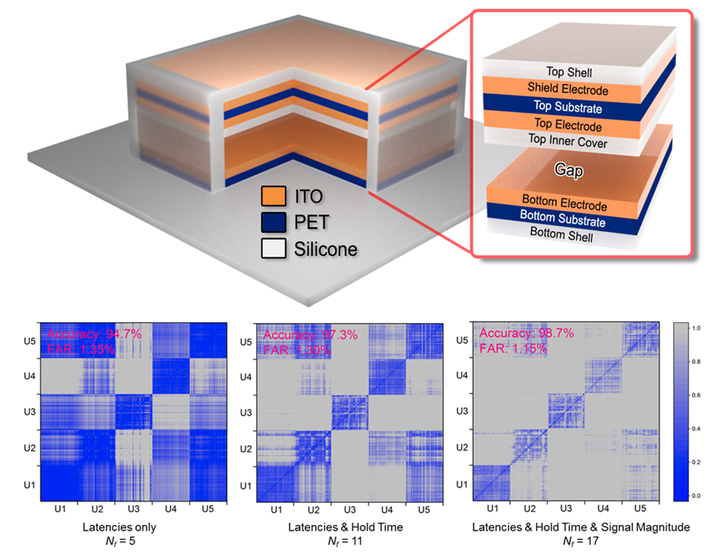 Top Shell
Shield Electrode
Top Substrate
Top Electrode
Top Inner Cover
Gap
Bottom Electrode
Bottom Substrate
Bottom Shell
ITO
PET
Silicone
Accuracy: 94.7%
FAR: 1.35%
U5
U4
U3
U2
U1
U1 U2 U3 U4 U5
Latencies only
Nf = 5
Accuracy: 97.3%
FAR: 1.30%
U5
U4
U3
U2
U1
U1 U2 U3 U4 U5
Latencies & Hold Time
Nf = 11
Accuracy: 98.7%
FAR: 1.15%
U5
U4
U3
U2
U1
U1 U2 U3 U4 U5
Latencies & Hold Time & Signal Magnitude
Nf = 17
1.0
0.8
0.6
0.4
0.2
0.0